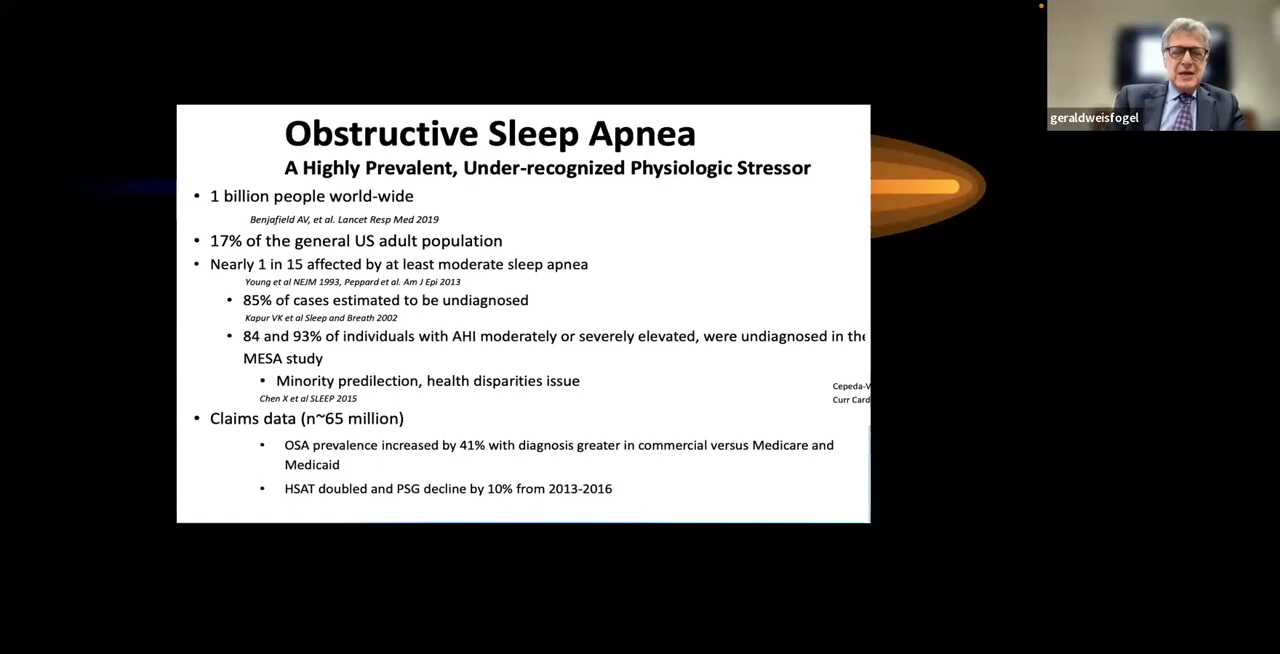 geraldweisfogel
Obstructive Sleep Apnea
A Highly Prevalent, Under-recognized Physiologic Stressor
• 1 billion people world-wide
Benjafield AV, et al. Lancet Resp Med 2019
• 17% of the general US adult population
• Nearly 1 in 15 affected by at least moderate sleep apnea
Young et al NEJM 1993, Peppard et al. Am J Epi 2013
• 85% of cases estimated to be undiagnosed
Kapur VK et al Sleep and Breath 2002
• 84 and 93% of individuals with AHI moderately or severely elevated, were undiagnosed in the
MESA study
• Minority predilection, health disparities issue
Chen X et al SLEEP 2015
Cepeda-V
Curr Card
• Claims data (n~65 million)
• OSA prevalence increased by 41% with diagnosis greater in commercial versus Medicare and
Medicaid
• HSAT doubled and PSG decline by 10% from 2013-2016